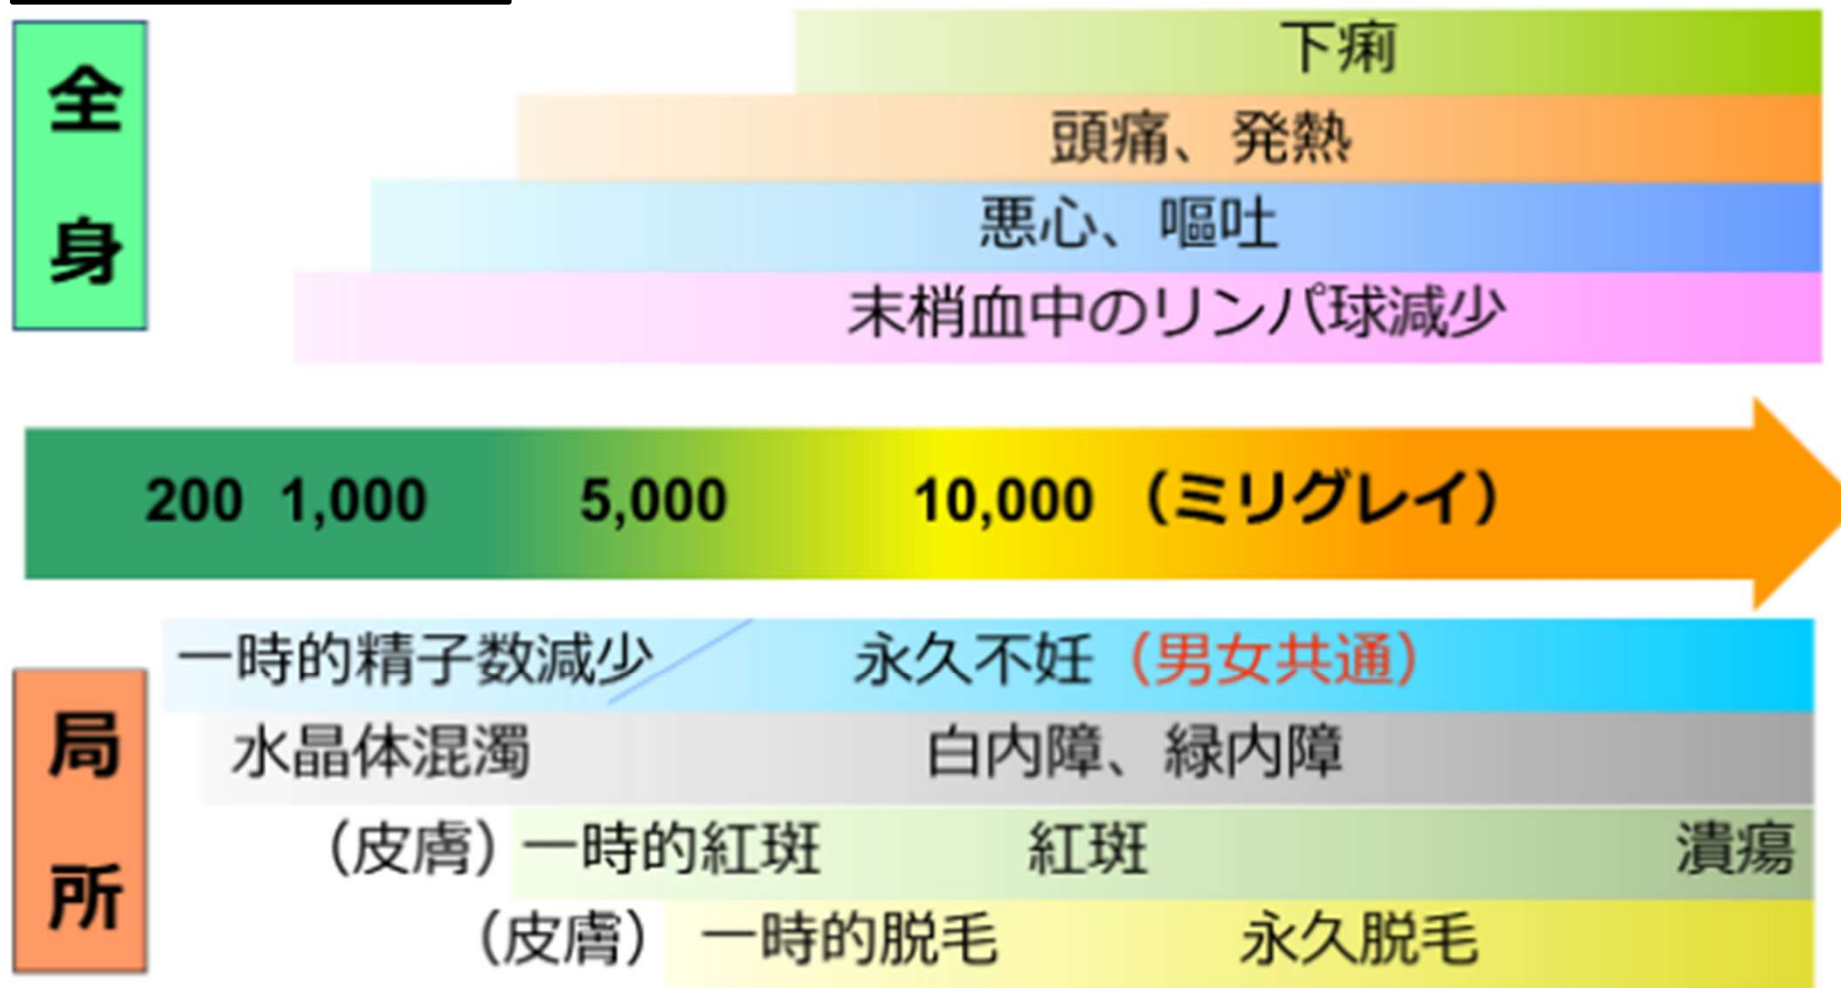 全身
下痢
頭痛、発熱
悪心、嘔吐
末梢血中のリンパ球減少
200 1,000 5,000 10,000 （ミリグレイ）
局所
一時的精子数減少 永久不妊（男女共通）
水晶体混濁 白内障、緑内障
（皮膚）一時的紅斑 紅斑 潰瘍
（皮膚）一時的脱毛 永久脱毛